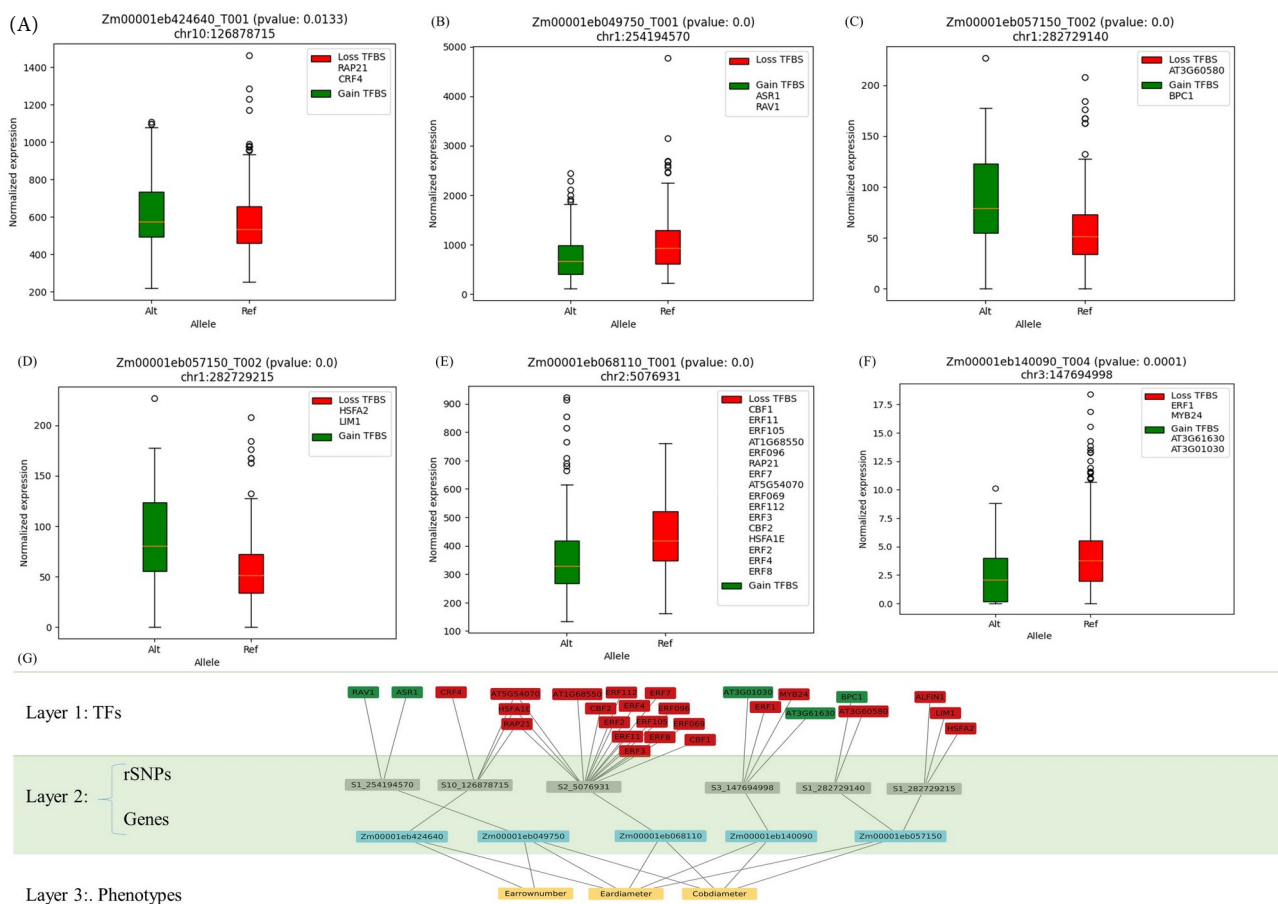 (A)
Zm00001eb424640_T001 (pvalue: 0.0133)
chr10:126878715
Normalized expression
1400
1200
1000
800
600
400
200
Loss TFBS
RAP21
CRF4
Gain TFBS
Alt
Ref
Allele
(B)
Zm00001eb049750_T001 (pvalue: 0.0)
chr1:254194570
Normalized expression
5000
4000
3000
2000
1000
0
Loss TFBS
Gain TFBS
ASR1
RAV1
Alt
Ref
Allele
(C)
Zm00001eb057150_T002 (pvalue: 0.0)
chr1:282729140
Normalized expression
200
150
100
50
0
Loss TFBS
AT3G60580
Gain TFBS
BPC1
Alt
Ref
Allele
(D)
Zm00001eb057150_T002 (pvalue: 0.0)
chr1:282729215
Normalized expression
200
150
100
50
0
Loss TFBS
HSFA2
LIM1
Gain TFBS
Alt
Ref
Allele
(E)
Zm00001eb068110_T001 (pvalue: 0.0)
chr2:5076931
Normalized expression
900
800
700
600
500
400
300
200
100
Loss TFBS
CBF1
ERF11
ERF105
AT1G68550
ERF096
RAP21
ERF7
AT5G54070
ERF069
ERF112
ERF3
CBF2
HSFA1E
ERF2
ERF4
ERF8
Gain TFBS
Alt
Ref
Allele
(F)
Zm00001eb140090_T004 (pvalue: 0.0001)
chr3:147694998
Normalized expression
17.5
15.0
12.5
10.0
7.5
5.0
2.5
0.0
Loss TFBS
ERF1
MYB24
Gain TFBS
AT3G61630
AT3G01030
Alt
Ref
Allele
(G)
Layer 1: TFs
RAV1
ASR1
CRF4
AT5G54070
HSFA1E
RAP21
AT1G68550
ERF112
ERF7
CBF2
ERF4
ERF096
ERF2
ERF105
ERF069
ERF11
ERF8
CBF1
ERF3
AT3G01030
MYB24
ERF1
AT3G61630
BPC1
AT3G60580
ALFIN1
LIM1
HSFA2
Layer 2:
rSNPs
S1_254194570
S10_126878715
S2_5076931
S3_147694998
S1_282729140
S1_282729215
Genes
Zm00001eb424640
Zm00001eb049750
Zm00001eb068110
Zm00001eb140090
Zm00001eb057150
Layer 3:. Phenotypes
Earrownumber
Eardiameter
Cobdiameter